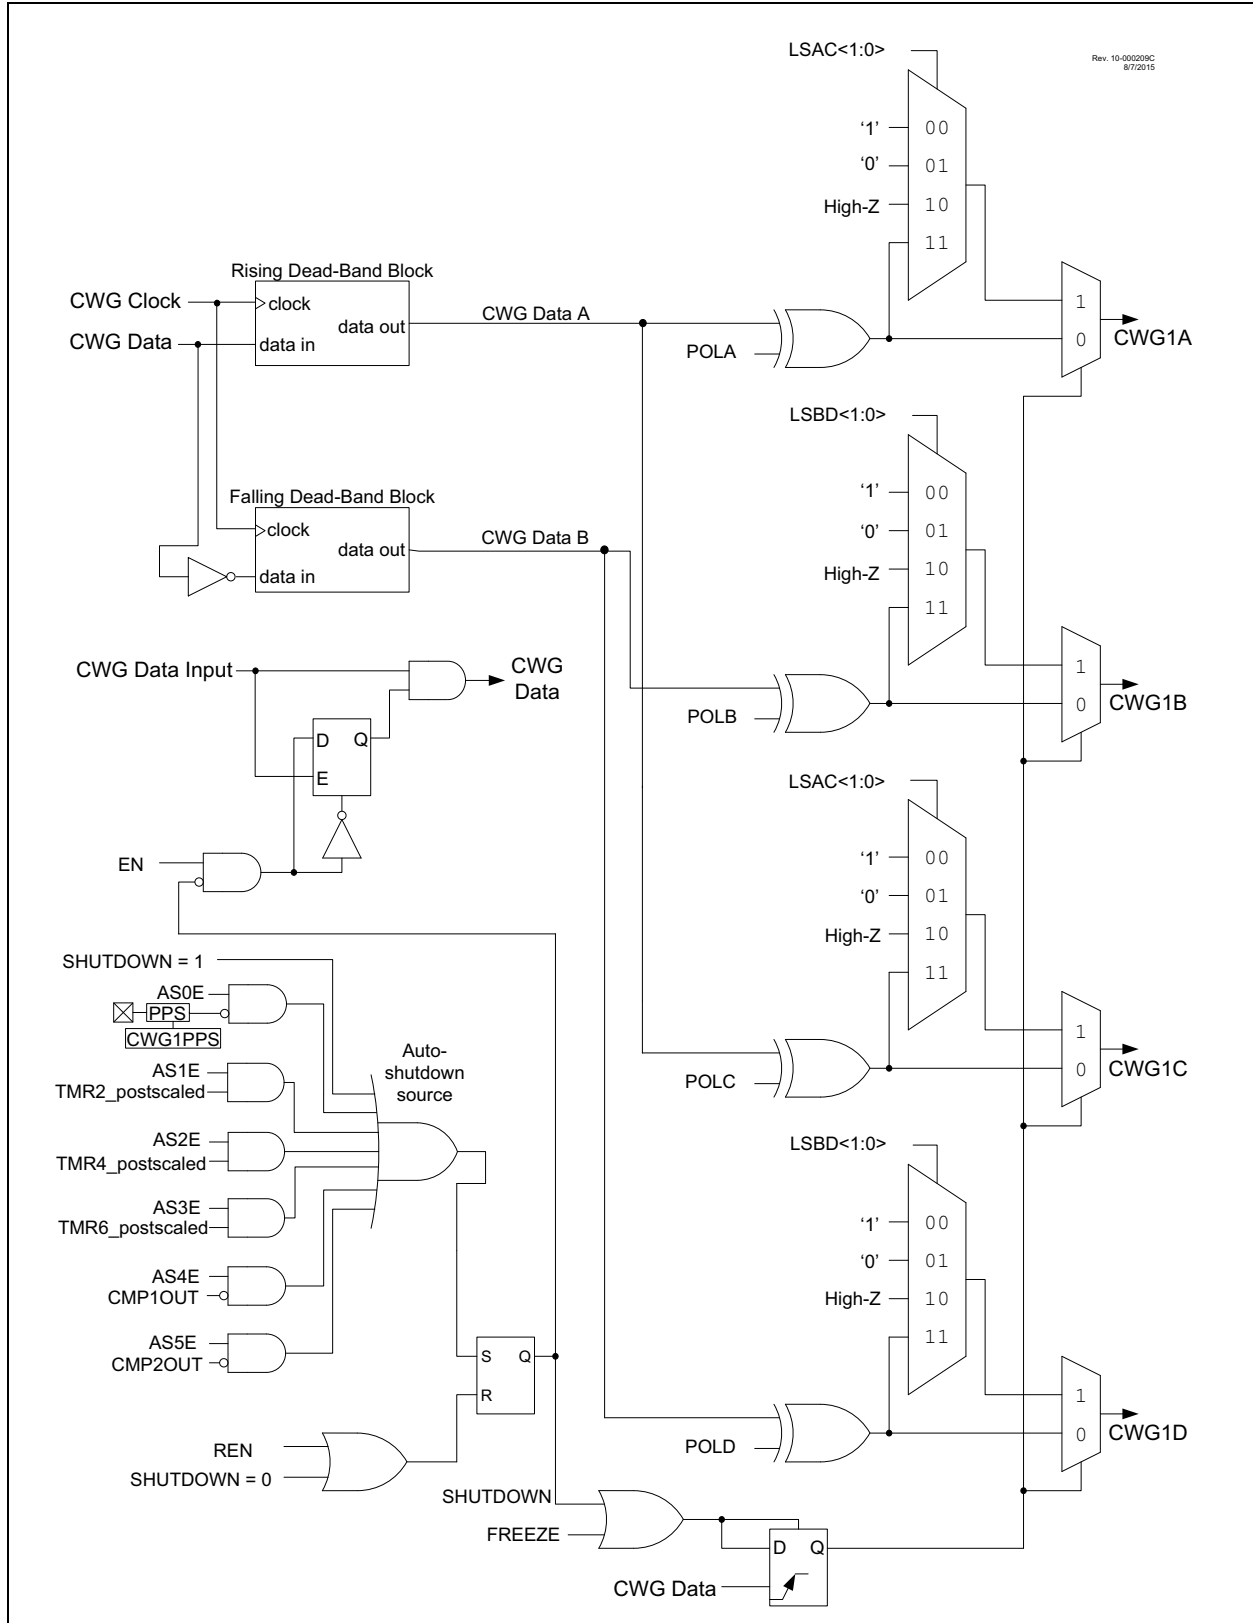 LSAC<1:0>
Rev. 10-000209C
8/7/2015
‘1’ 00
‘0’ 01
High-Z 10
11
Rising Dead-Band Block
CWG Clock
clock
CWG Data
data in
data out
CWG Data A
POLA
1
0
CWG1A
LSBD<1:0>
‘1’ 00
‘0’ 01
High-Z 10
11
Falling Dead-Band Block
clock
data out
data in
CWG Data B
POLB
1
0
CWG1B
CWG Data Input
CWG
Data
D Q
E
EN
LSAC<1:0>
‘1’ 00
‘0’ 01
High-Z 10
11
POLC
1
0
CWG1C
SHUTDOWN = 1
AS0E
PPS
CWG1PPS
Auto-
shutdown
source
AS1E
TMR2_postscaled
AS2E
TMR4_postscaled
AS3E
TMR6_postscaled
AS4E
CMP1OUT
AS5E
CMP2OUT
S Q
R
REN
SHUTDOWN = 0
LSBD<1:0>
‘1’ 00
‘0’ 01
High-Z 10
11
POLD
1
0
CWG1D
SHUTDOWN
FREEZE
D Q
CWG Data